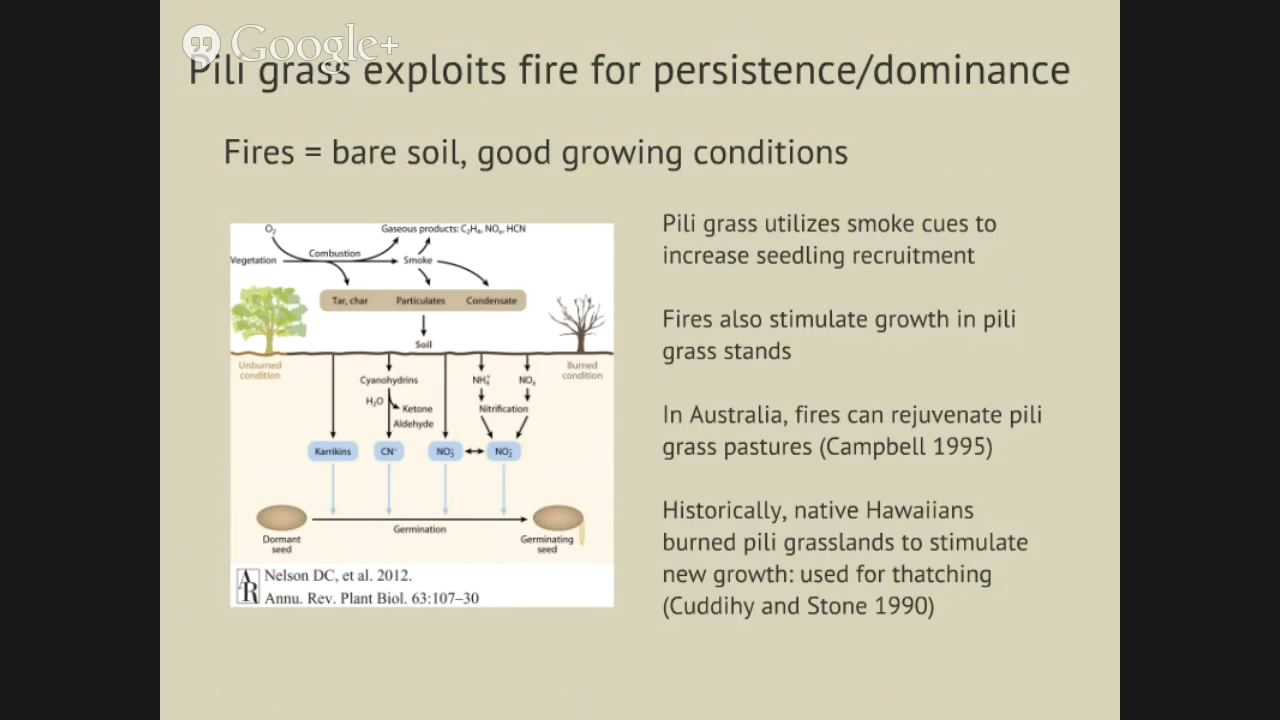 Google+
Pili grass exploits fire for persistence/dominance
Fires = bare soil, good growing conditions
O₂
Gaseous products: C₂H₄, NOₓ, HCN
Combustion
Vegetation
Smoke
Tar, char
Particulates
Condensate
Soil
Unburned
condition
Burned
condition
Cyanohydrins
NH₄⁺
NOₓ
H₂O
Ketone
Aldehyde
Nitrification
Karrikins
CN⁻
NO₃⁻
NO₂⁻
Germination
Dormant
seed
Germinating
seed
AR
Nelson DC, et al. 2012.
Annu. Rev. Plant Biol. 63:107–30
Pili grass utilizes smoke cues to
increase seedling recruitment
Fires also stimulate growth in pili
grass stands
In Australia, fires can rejuvenate pili
grass pastures (Campbell 1995)
Historically, native Hawaiians
burned pili grasslands to stimulate
new growth: used for thatching
(Cuddihy and Stone 1990)